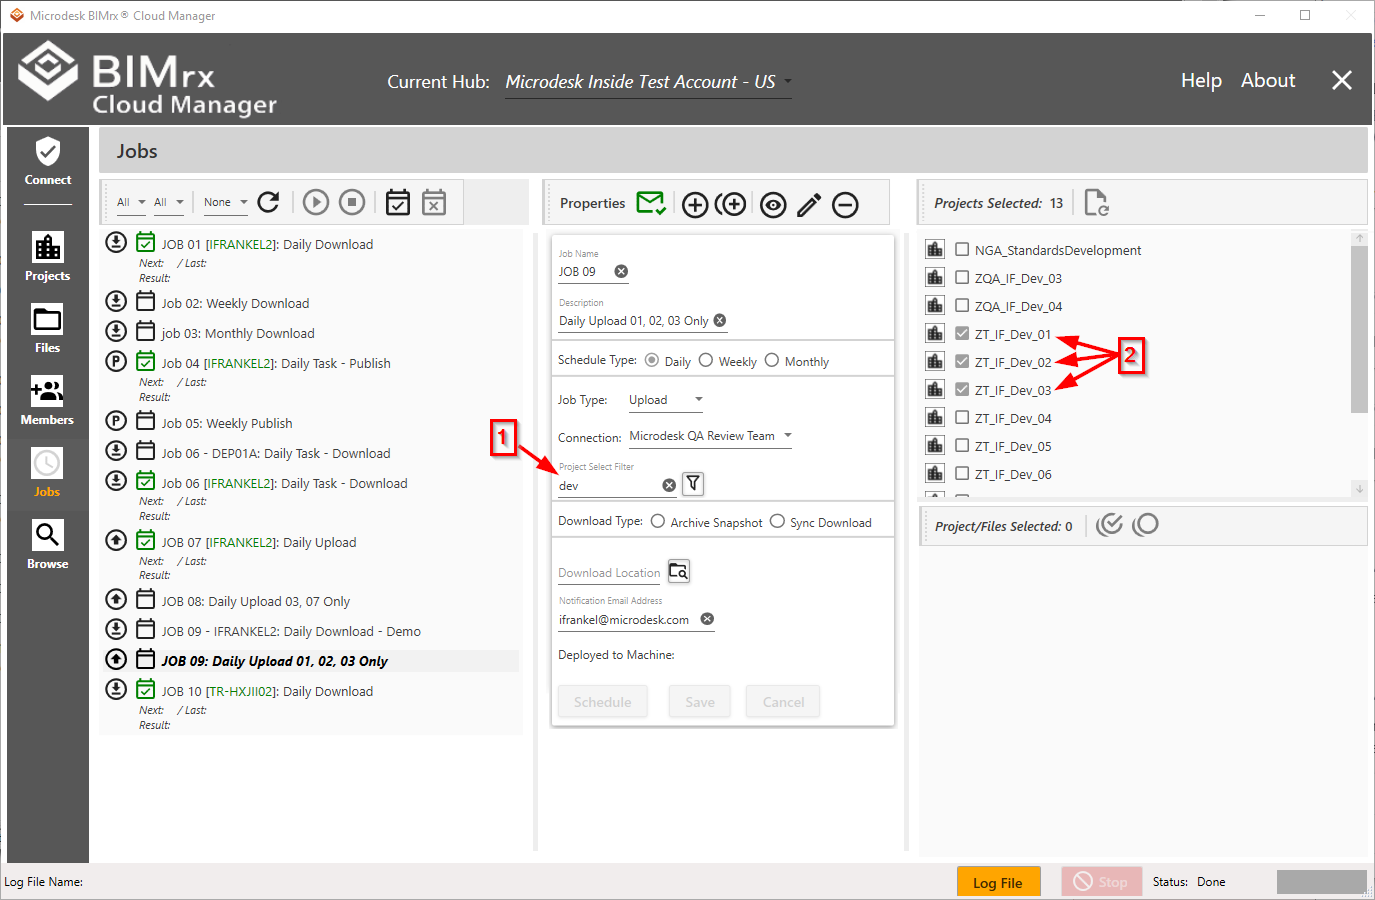 Microdesk BIMrx® Cloud Manager
BIMrx
Cloud Manager
Current Hub: Microdesk Inside Test Account - US
Help About
Connect
Projects
Files
Members
Jobs
Browse
Jobs
All All None
JOB 01 [IFRANKEL2]: Daily Download
Next: / Last:
Result:
Job 02: Weekly Download
job 03: Monthly Download
P Job 04 [IFRANKEL2]: Daily Task - Publish
Next: / Last:
Result:
P Job 05: Weekly Publish
Job 06 - DEP01A: Daily Task - Download
Job 06 [IFRANKEL2]: Daily Task - Download
Next: / Last:
Result:
JOB 07 [IFRANKEL2]: Daily Upload
Next: / Last:
Result:
JOB 08: Daily Upload 03, 07 Only
JOB 09 - IFRANKEL2: Daily Download - Demo
JOB 09: Daily Upload 01, 02, 03 Only
JOB 10 [TR-HXJII02]: Daily Download
Next: / Last:
Result:
Properties
Job Name
JOB 09
Description
Daily Upload 01, 02, 03 Only
Schedule Type: Daily Weekly Monthly
Job Type: Upload
Connection: Microdesk QA Review Team
1
Project Select Filter
dev
Download Type: Archive Snapshot Sync Download
Download Location
Notification Email Address
ifrankel@microdesk.com
Deployed to Machine:
Schedule Save Cancel
Projects Selected: 13
NGA_StandardsDevelopment
ZQA_IF_Dev_03
ZQA_IF_Dev_04
ZT_IF_Dev_01
ZT_IF_Dev_02
2
ZT_IF_Dev_03
ZT_IF_Dev_04
ZT_IF_Dev_05
ZT_IF_Dev_06
Project/Files Selected: 0
Log File Name:
Log File
Stop
Status: Done